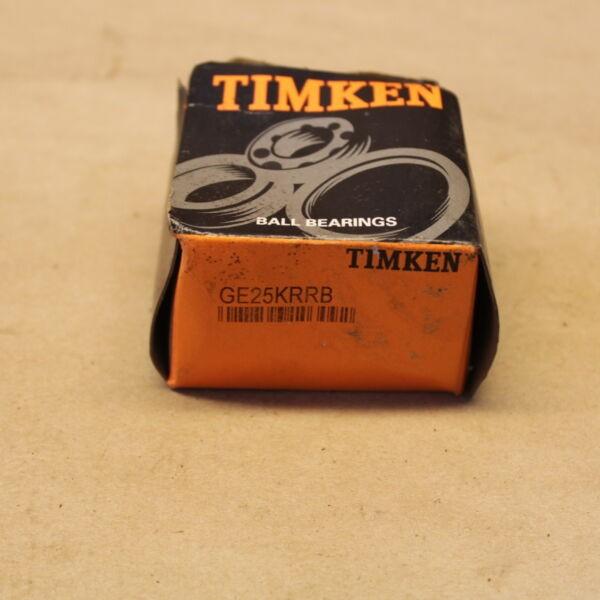 TIMKEN
BALL BEARINGS
TIMKEN
GE25KRRB